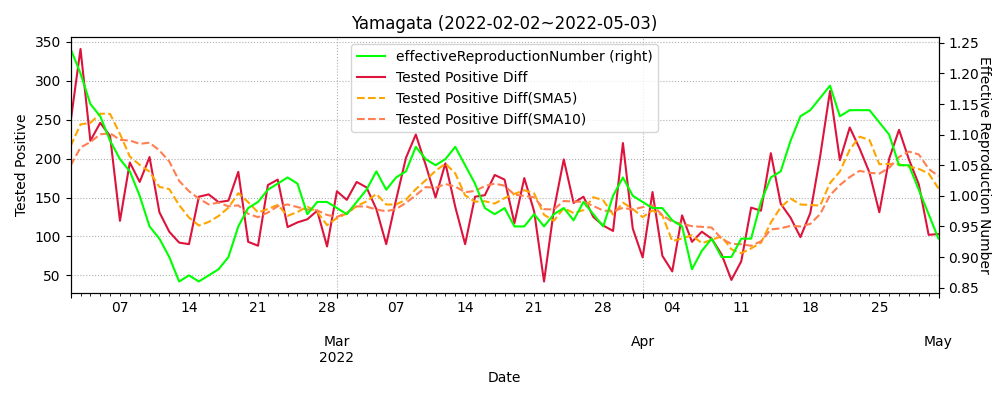 Yamagata (2022-02-02~2022-05-03)
effectiveReproductionNumber (right)
Tested Positive Diff
Tested Positive Diff(SMA5)
Tested Positive Diff(SMA10)
Tested Positive
350
300
250
200
150
100
50
1.25
1.20
1.15
1.10
1.05
1.00
0.95
0.90
0.85
Effective Reproduction Number
07 14 21 28 07 14 21 28 04 11 18 25
Mar Apr May
2022
Date